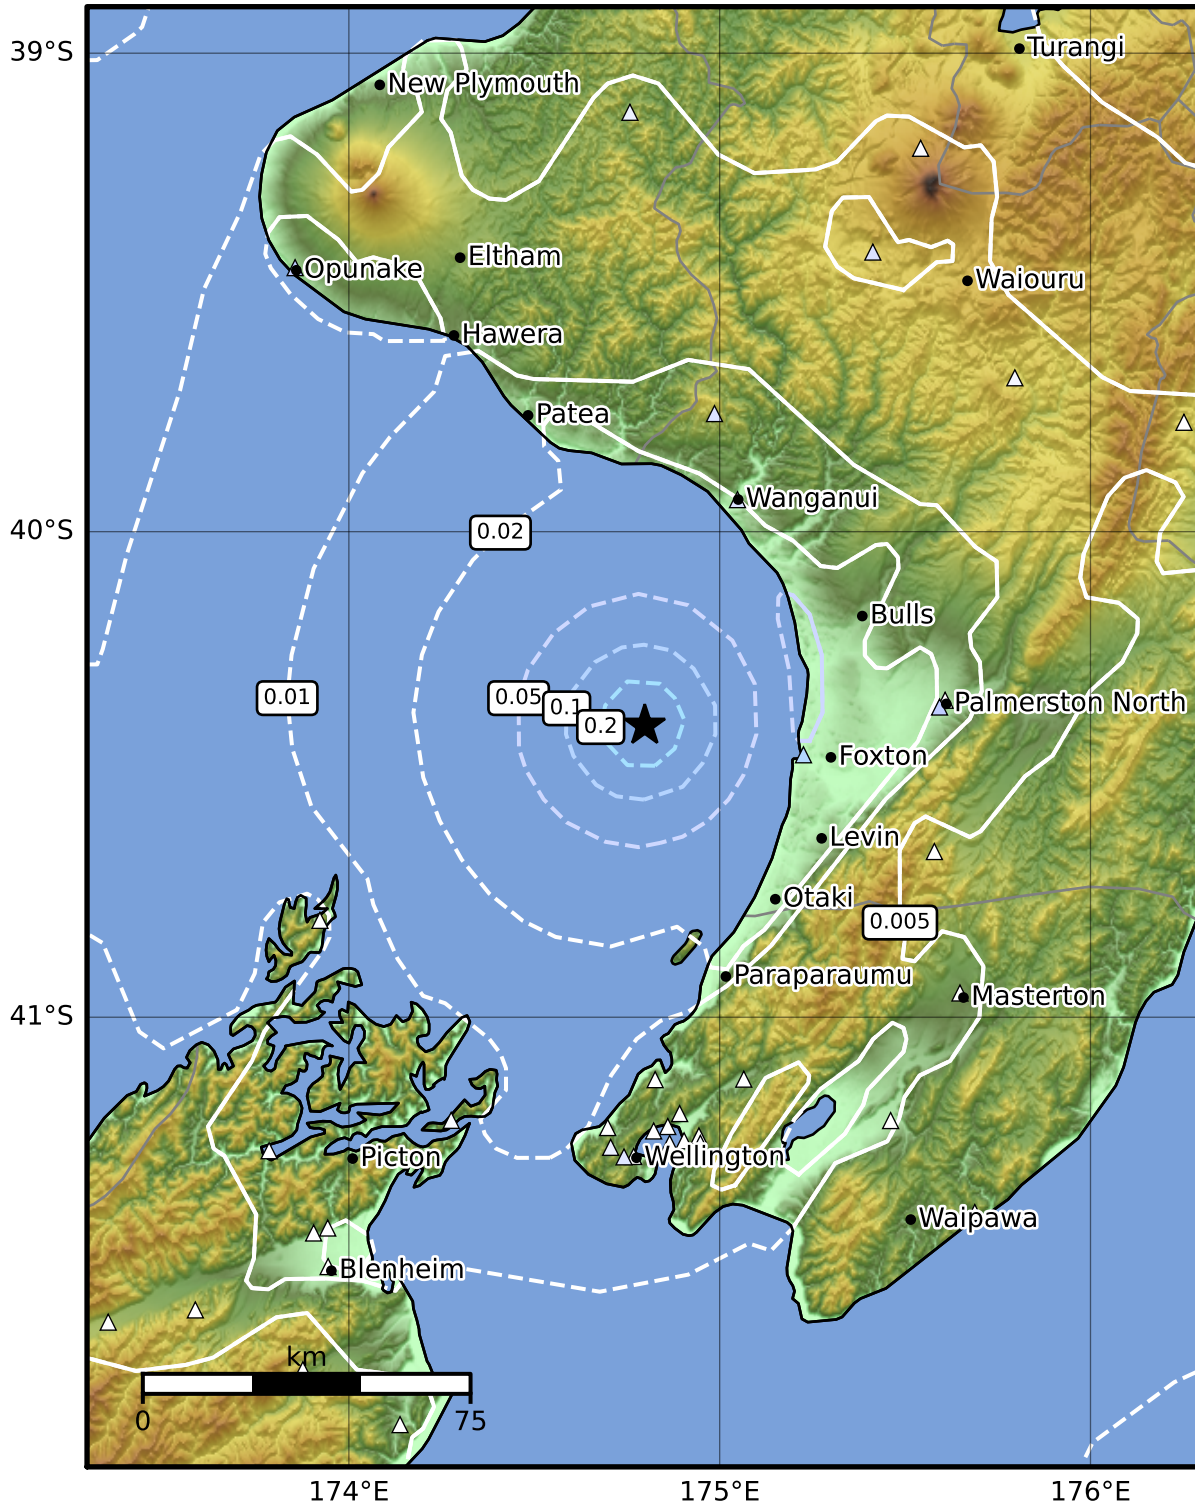 39°S
Turangi
New Plymouth
Eltham
Opunake
Waiouru
Hawera
Patea
Wanganui
40°S
0.02
Bulls
0.01
0.05
0.1
0.2
Palmerston North
Foxton
Levin
Otaki
0.005
Paraparaumu
Masterton
41°S
Picton
Wellington
Waipawa
Blenheim
km
0
75
174°E
175°E
176°E